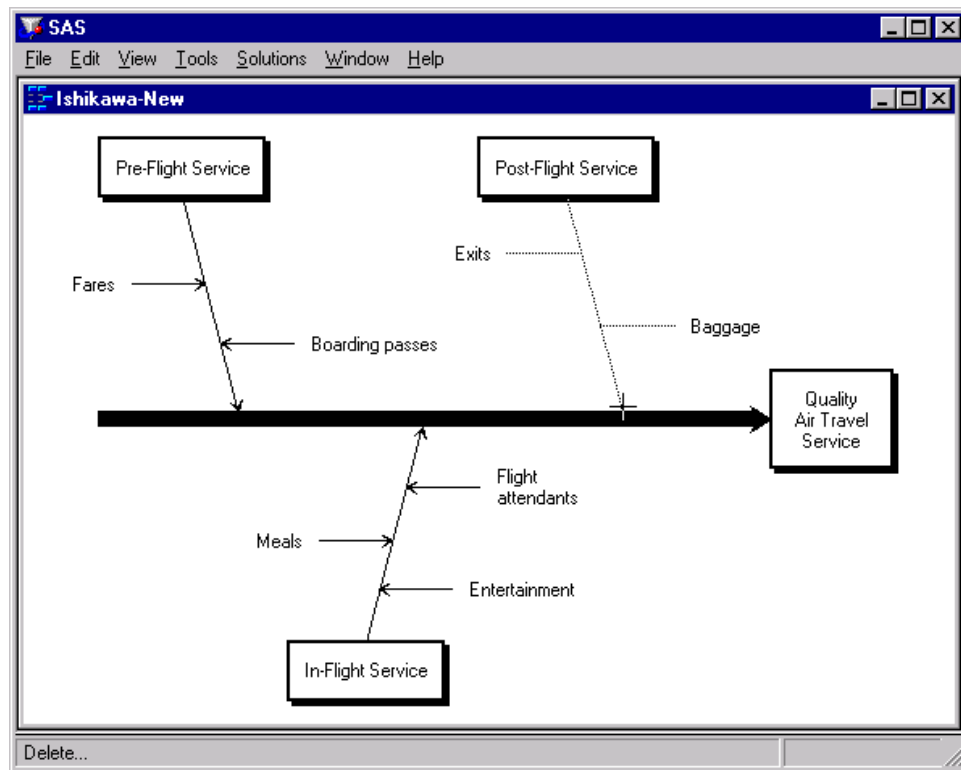 SAS
File Edit View Tools Solutions Window Help
Ishikawa-New
Pre-Flight Service
Post-Flight Service
Exits
Fares
Baggage
Boarding passes
Quality
Air Travel
Service
Flight
attendants
Meals
Entertainment
In-Flight Service
Delete...